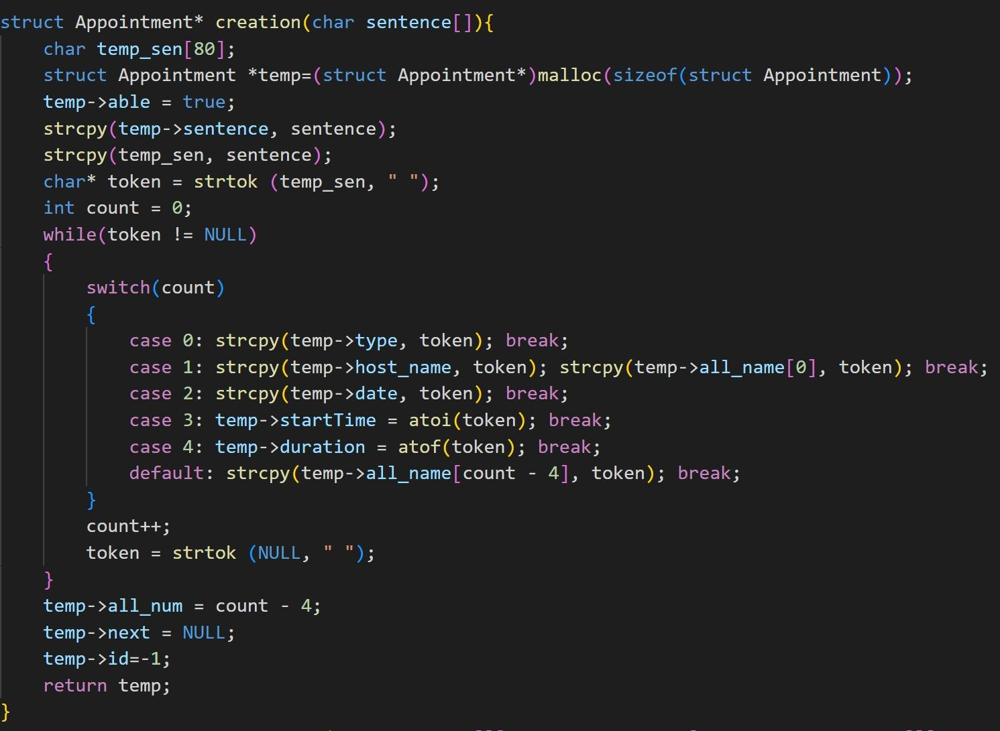 struct Appointment* creation(char sentence[]){
    char temp_sen[80];
    struct Appointment *temp=(struct Appointment*)malloc(sizeof(struct Appointment));
    temp->able = true;
    strcpy(temp->sentence, sentence);
    strcpy(temp_sen, sentence);
    char* token = strtok (temp_sen, " ");
    int count = 0;
    while(token != NULL)
    {
        switch(count)
        {
            case 0: strcpy(temp->type, token); break;
            case 1: strcpy(temp->host_name, token); strcpy(temp->all_name[0], token); break;
            case 2: strcpy(temp->date, token); break;
            case 3: temp->startTime = atoi(token); break;
            case 4: temp->duration = atof(token); break;
            default: strcpy(temp->all_name[count - 4], token); break;
        }
        count++;
        token = strtok (NULL, " ");
    }
    temp->all_num = count - 4;
    temp->next = NULL;
    temp->id=-1;
    return temp;
}